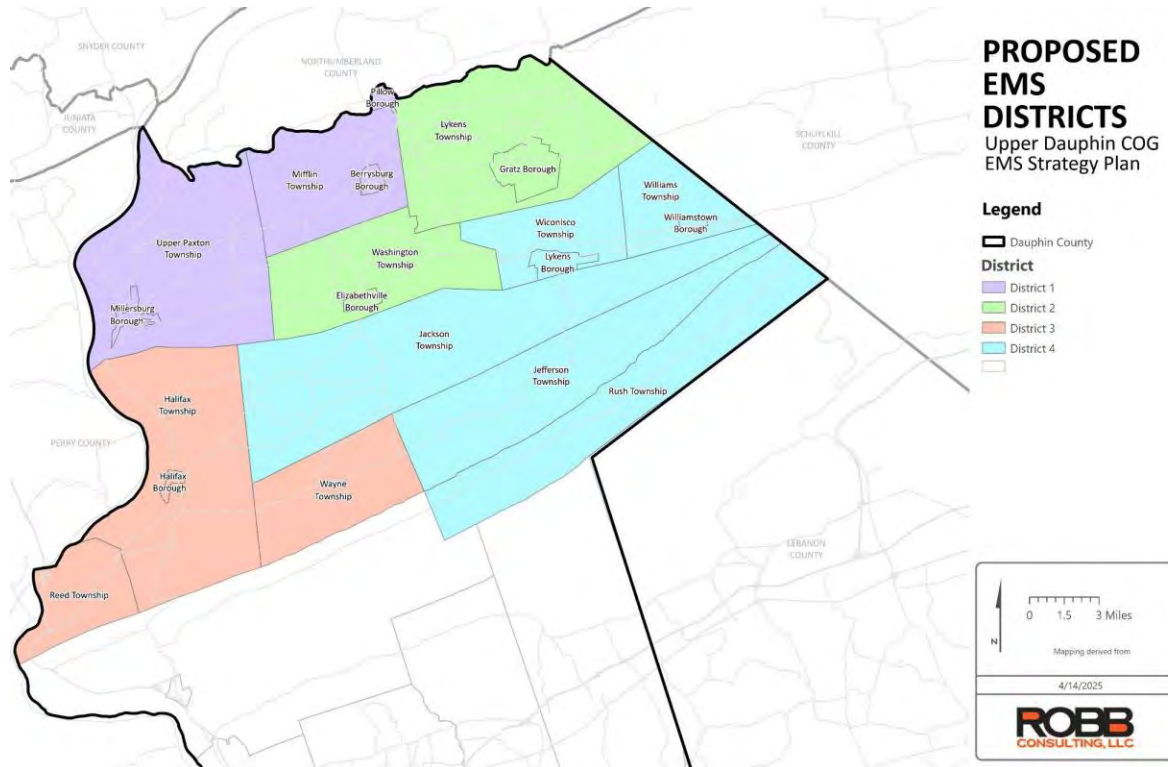 PROPOSED
EMS
DISTRICTS
Upper Dauphin COG
EMS Strategy Plan
Legend
Dauphin County
District
District 1
District 2
District 3
District 4
SNYDER COUNTY
NORTHUMBERLAND
COUNTY
JUNIATA
COUNTY
SCHUYLKILL
COUNTY
PERRY COUNTY
LEBANON
COUNTY
Pillow
Borough
Lykens
Township
Gratz Borough
Mifflin
Township
Berrysburg
Borough
Upper Paxton
Township
Millersburg
Borough
Washington
Township
Elizabethville
Borough
Wiconisco
Township
Lykens
Borough
Williams
Township
Williamstown
Borough
Jackson
Township
Jefferson
Township
Rush Township
Halifax
Township
Halifax
Borough
Wayne
Township
Reed Township
N
0 1.5 3 Miles
Mapping derived from
4/14/2025
ROBB
CONSULTING, LLC